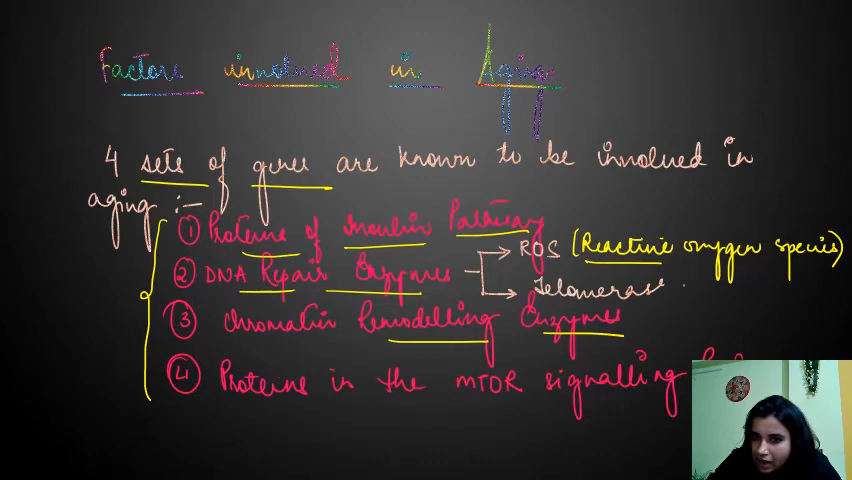 Factors involved in Aging
4 sets of genes are known to be involved in
aging :-
① Proteins of Insulin Pathway
② DNA Repair Enzymes → ROS (Reactive oxygen species)
→ Telomerase .
③ Chromatin Remodelling Enzymes
④ Proteins in the mTOR signalling